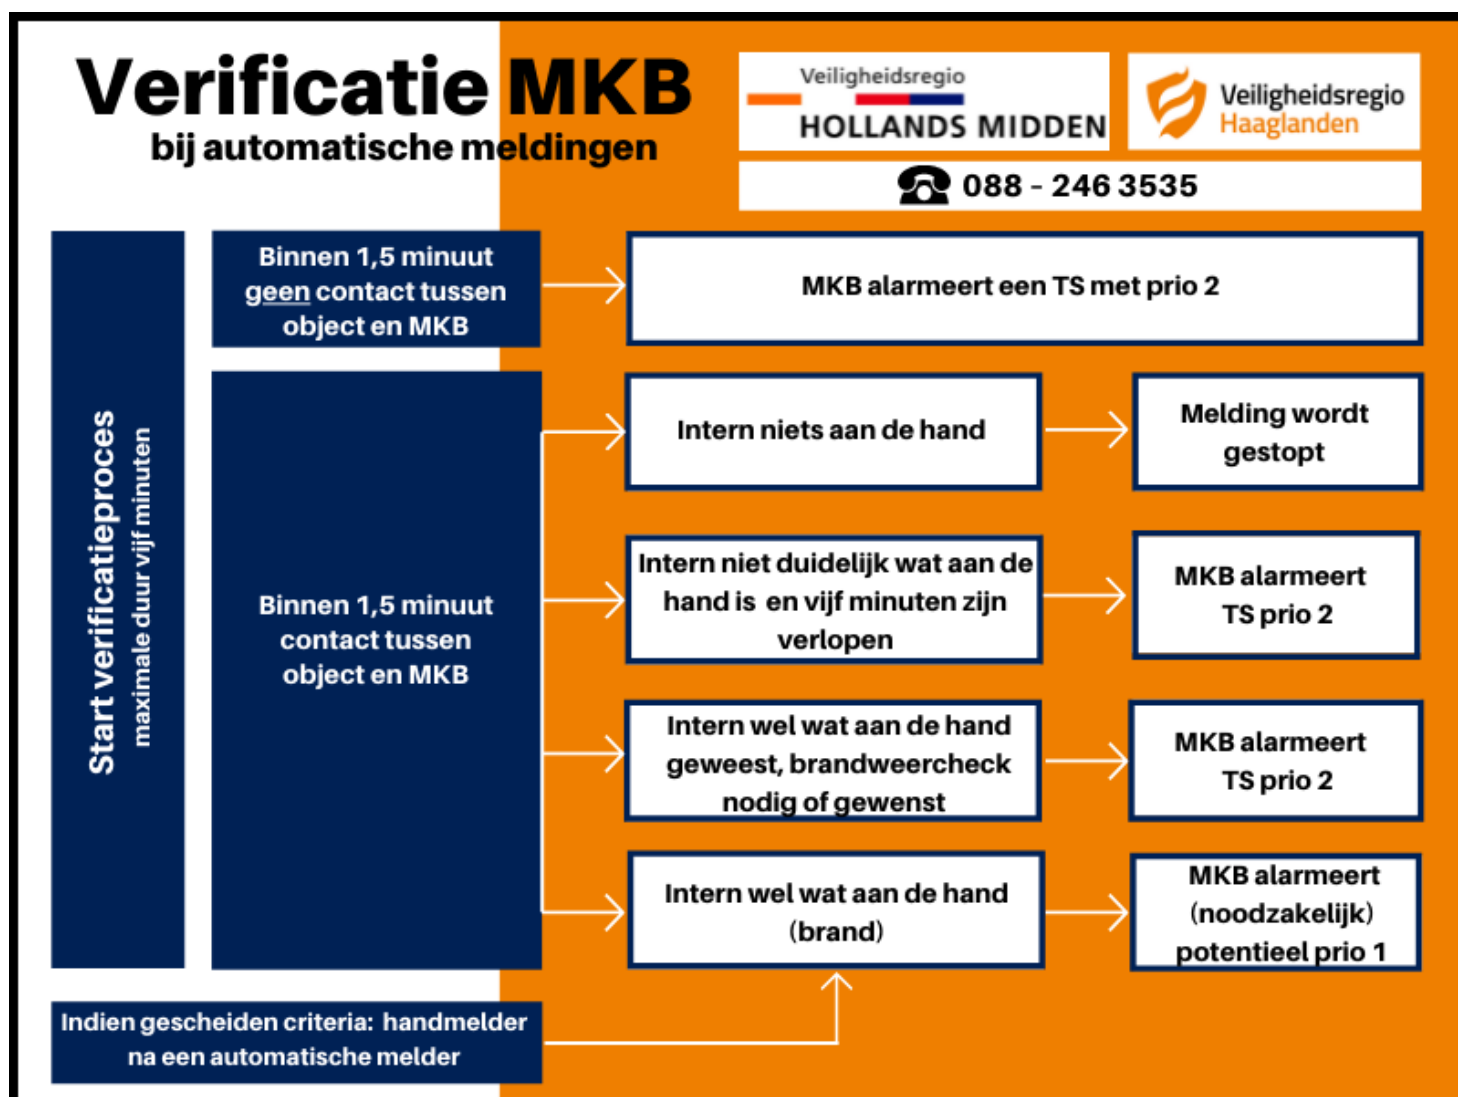 Verificatie MKB
bij automatische meldingen
Veiligheidsregio
HOLLANDS MIDDEN
Veiligheidsregio
Haaglanden
088 - 246 3535
Start verificatieproces
maximale duur vijf minuten
Binnen 1,5 minuut
geen contact tussen
object en MKB
MKB alarmeert een TS met prio 2
Binnen 1,5 minuut
contact tussen
object en MKB
Intern niets aan de hand
Melding wordt
gestopt
Intern niet duidelijk wat aan de
hand is en vijf minuten zijn
verlopen
MKB alarmeert
TS prio 2
Intern wel wat aan de hand
geweest, brandweercheck
nodig of gewenst
MKB alarmeert
TS prio 2
Intern wel wat aan de hand
(brand)
MKB alarmeert
(noodzakelijk)
potentieel prio 1
Indien gescheiden criteria: handmelder
na een automatische melder